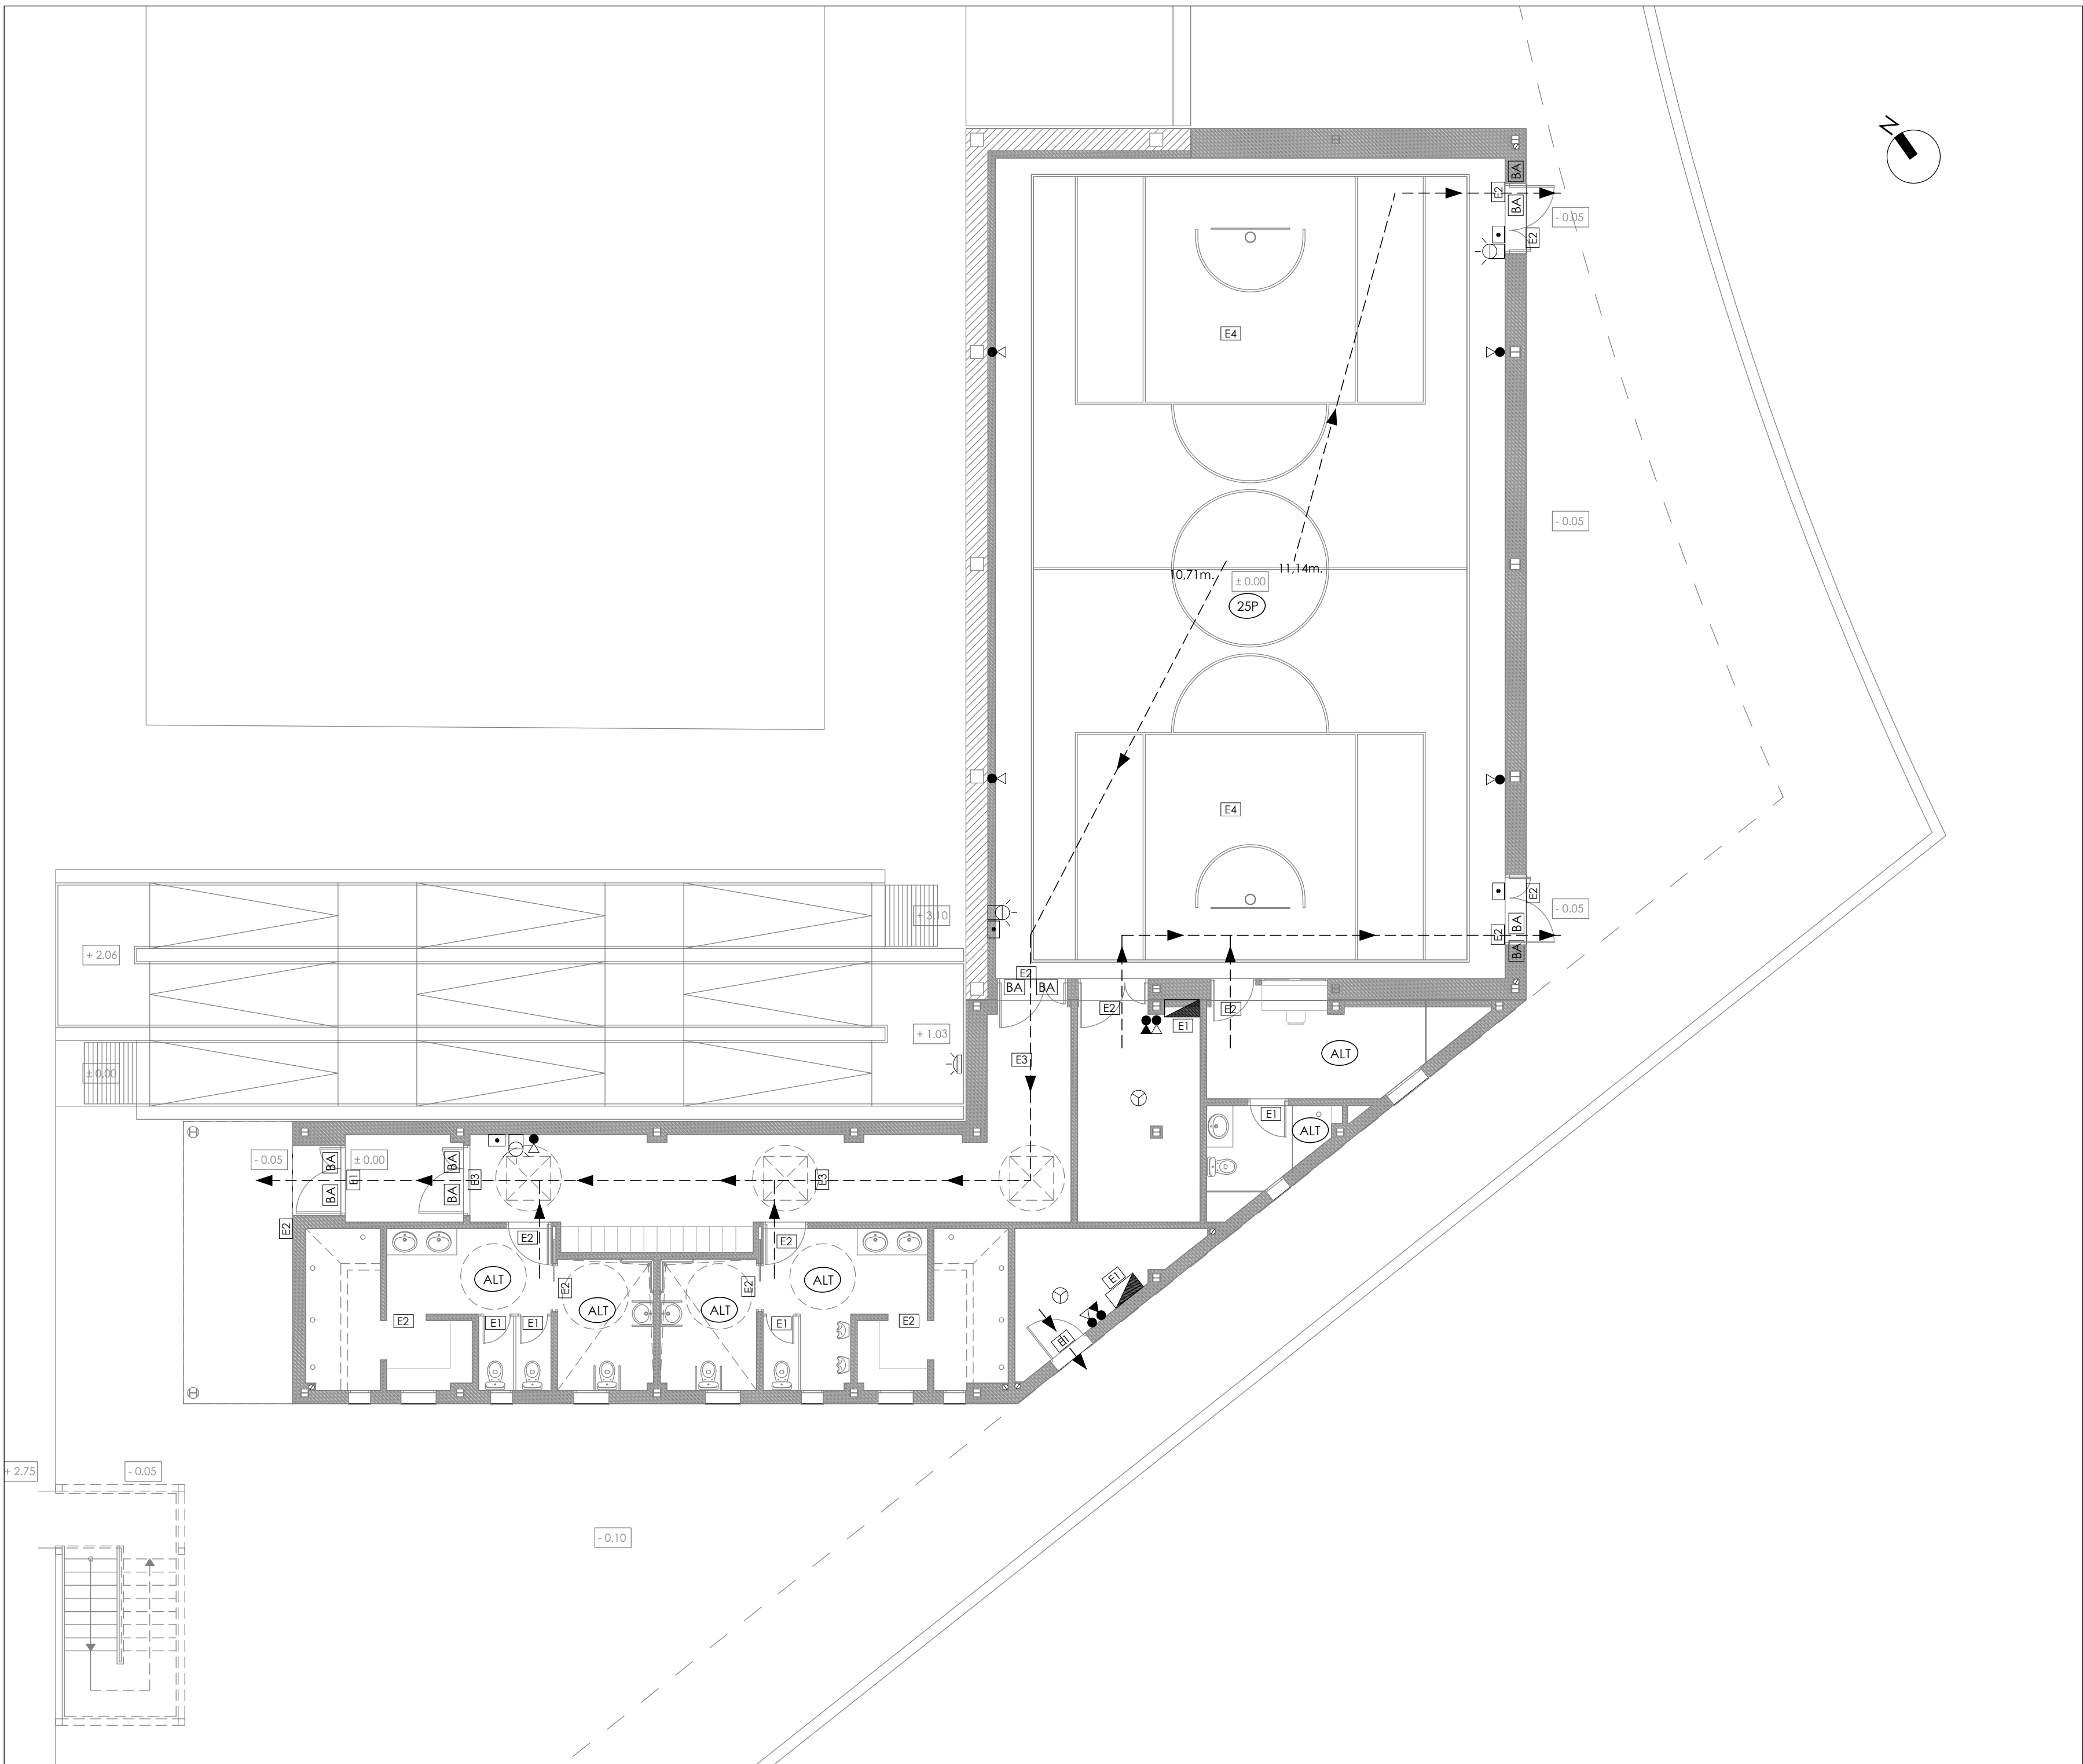 N
BA
E2
BA
- 0.05
E2
E4
- 0.05
10,71m.
11,14m.
± 0.00
25P
E4
E2
- 0.05
E2
BA
BA
+ 3.10
+ 2.06
E2
BA
BA
E2
E2
E1
+ 1.03
E3
ALT
± 0.00
E1
ALT
- 0.05
± 0.00
BA
BA
E1
BA
BA
E3
E3
E2
E2
E2
ALT
E2
ALT
ALT
E2
ALT
E1
E2
E1
E1
E1
E2
E1
+ 2.75
- 0.05
- 0.10